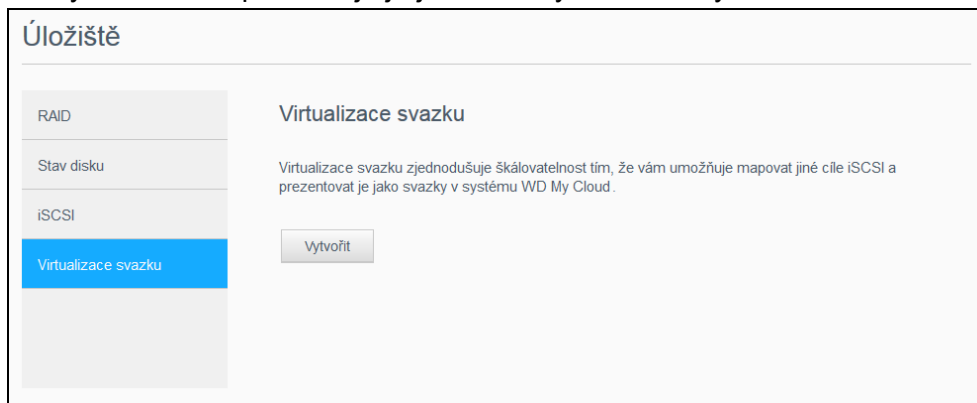 Úložiště
RAID
Stav disku
iSCSI
Virtualizace svazku
Virtualizace svazku
Virtualizace svazku zjednodušuje škálovatelnost tím, že vám umožňuje mapovat jiné cíle iSCSI a
prezentovat je jako svazky v systému WD My Cloud.
Vytvořit